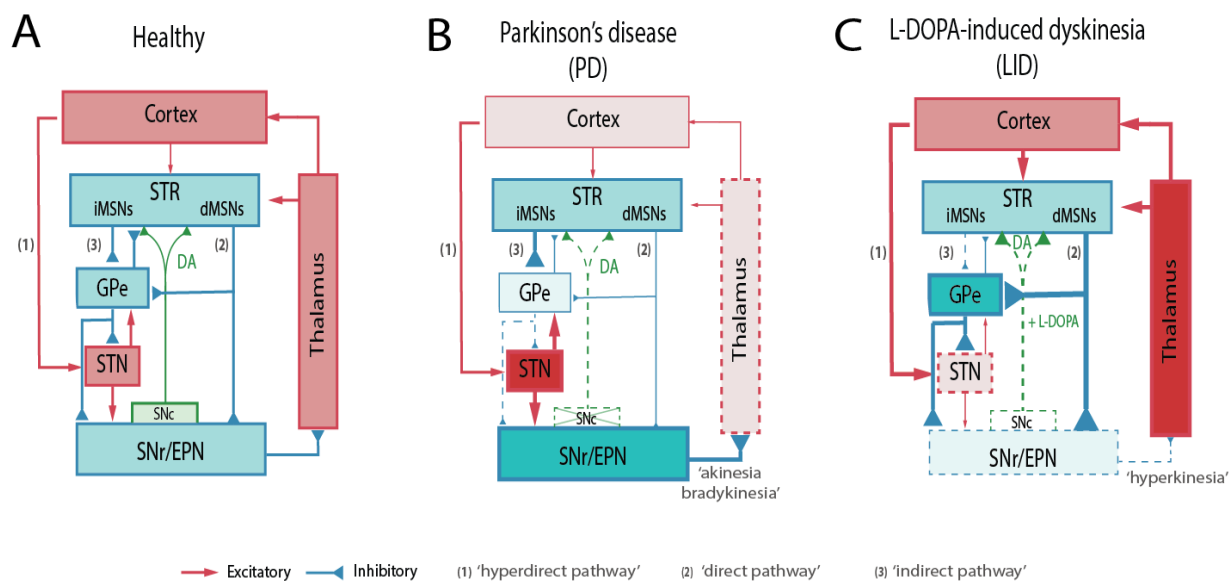 A
Healthy
Cortex
STR
iMSNs
dMSNs
(1)
(3)
(2)
DA
GPe
STN
SNc
SNr/EPN
Thalamus
B
Parkinson's disease
(PD)
Cortex
STR
iMSNs
dMSNs
(1)
(3)
(2)
DA
GPe
STN
SNc
SNr/EPN
Thalamus
'akinesia
bradykinesia'
C
L-DOPA-induced dyskinesia
(LID)
Cortex
STR
iMSNs
dMSNs
(1)
(3)
DA
(2)
GPe
+ L-DOPA
STN
SNc
SNr/EPN
Thalamus
'hyperkinesia'
Excitatory
Inhibitory
(1) 'hyperdirect pathway'
(2) 'direct pathway'
(3) 'indirect pathway'